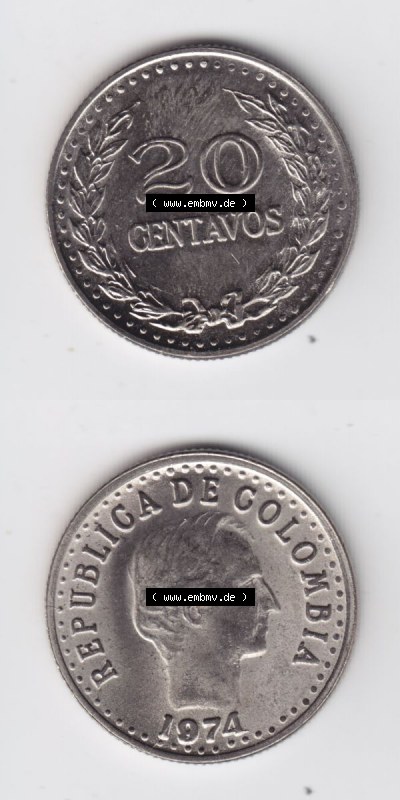 20
( www.embmv.de )
CENTAVOS
REPUBLICA DE COLOMBIA
( www.embmv.de )
1974